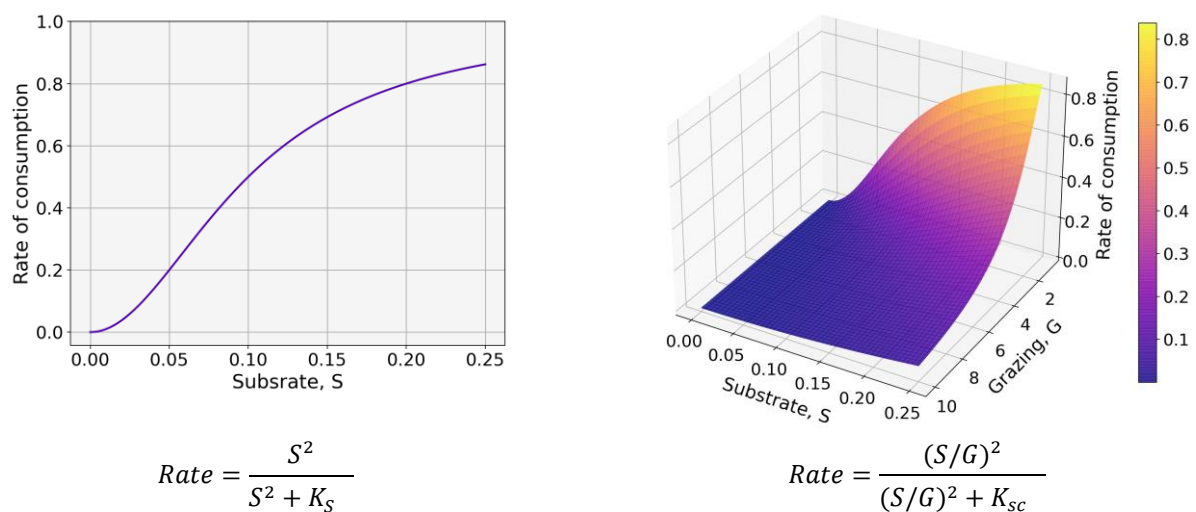 1.0
0.8
0.6
0.4
0.2
0.0
Rate of consumption
0.00 0.05 0.10 0.15 0.20 0.25
Subsrate, S
0.8
0.6
0.4
0.2
0.0
Rate of consumption
0.00 0.05 0.10 0.15 0.20 0.25
Substrate, S
2
4
6
8
10
Grazing, G
0.8
0.7
0.6
0.5
0.4
0.3
0.2
0.1
Rate = S² / (S² + K_S)
Rate = (S/G)² / ((S/G)² + K_sc)